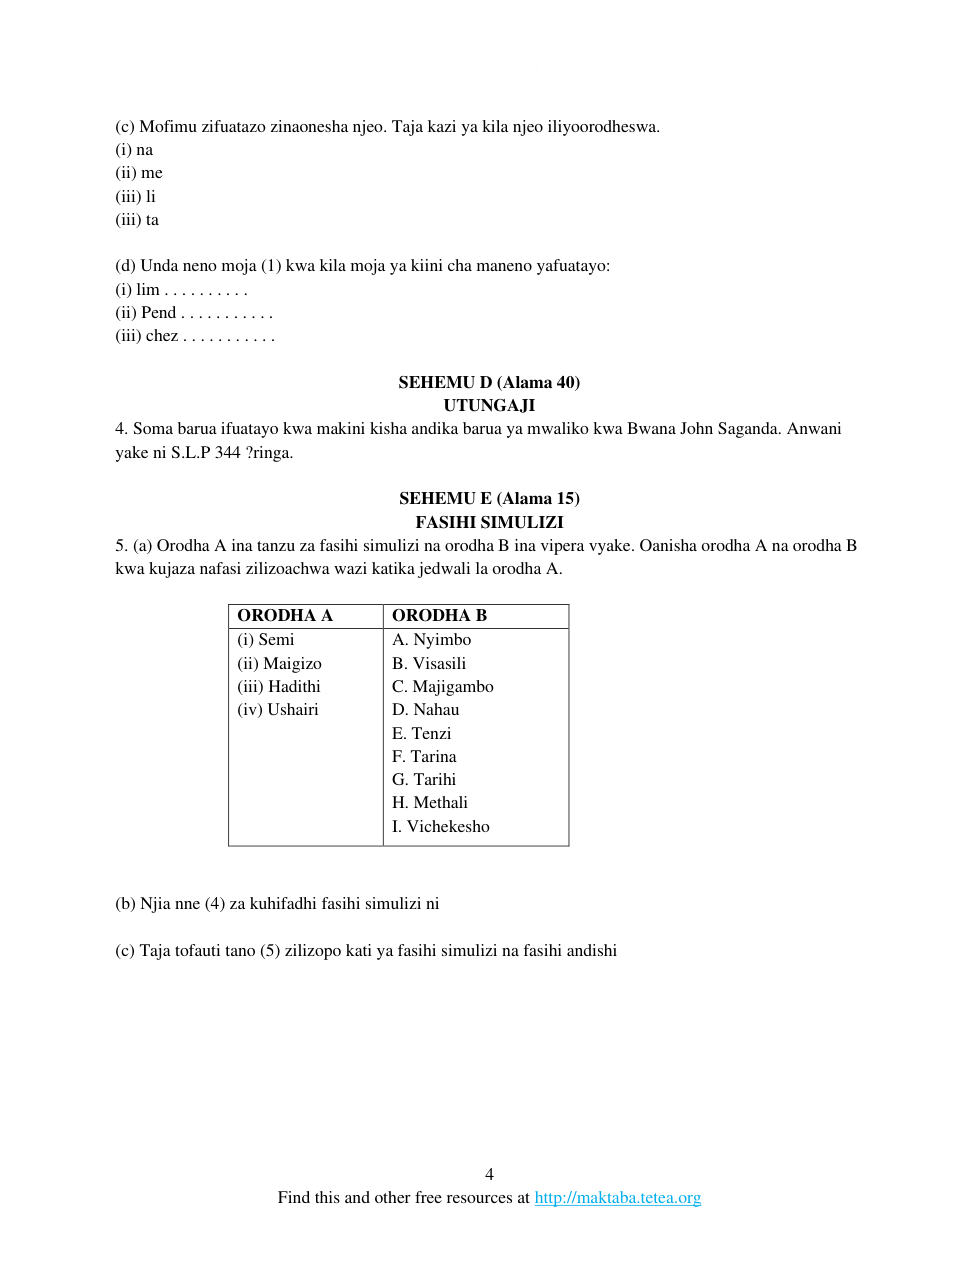 (c) Mofimu zifuatazo zinaonesha njeo. Taja kazi ya kila njeo iliyoorodheswa.
(i) na
(ii) me
(iii) li
(iii) ta
(d) Unda neno moja (1) kwa kila moja ya kiini cha maneno yafuatayo:
(i) lim . . . . . . . . . .
(ii) Pend . . . . . . . . . . .
(iii) chez . . . . . . . . . . .
SEHEMU D (Alama 40)
UTUNGAJI
4. Soma barua ifuatayo kwa makini kisha andika barua ya mwaliko kwa Bwana John Saganda. Anwani
yake ni S.L.P 344 ?ringa.
SEHEMU E (Alama 15)
FASIHI SIMULIZI
5. (a) Orodha A ina tanzu za fasihi simulizi na orodha B ina vipera vyake. Oanisha orodha A na orodha B
kwa kujaza nafasi zilizoachwa wazi katika jedwali la orodha A.
ORODHA A ORODHA B
(i) Semi A. Nyimbo
(ii) Maigizo B. Visasili
(iii) Hadithi C. Majigambo
(iv) Ushairi D. Nahau
E. Tenzi
F. Tarina
G. Tarihi
H. Methali
I. Vichekesho
(b) Njia nne (4) za kuhifadhi fasihi simulizi ni
(c) Taja tofauti tano (5) zilizopo kati ya fasihi simulizi na fasihi andishi
4
Find this and other free resources at http://maktaba.tetea.org